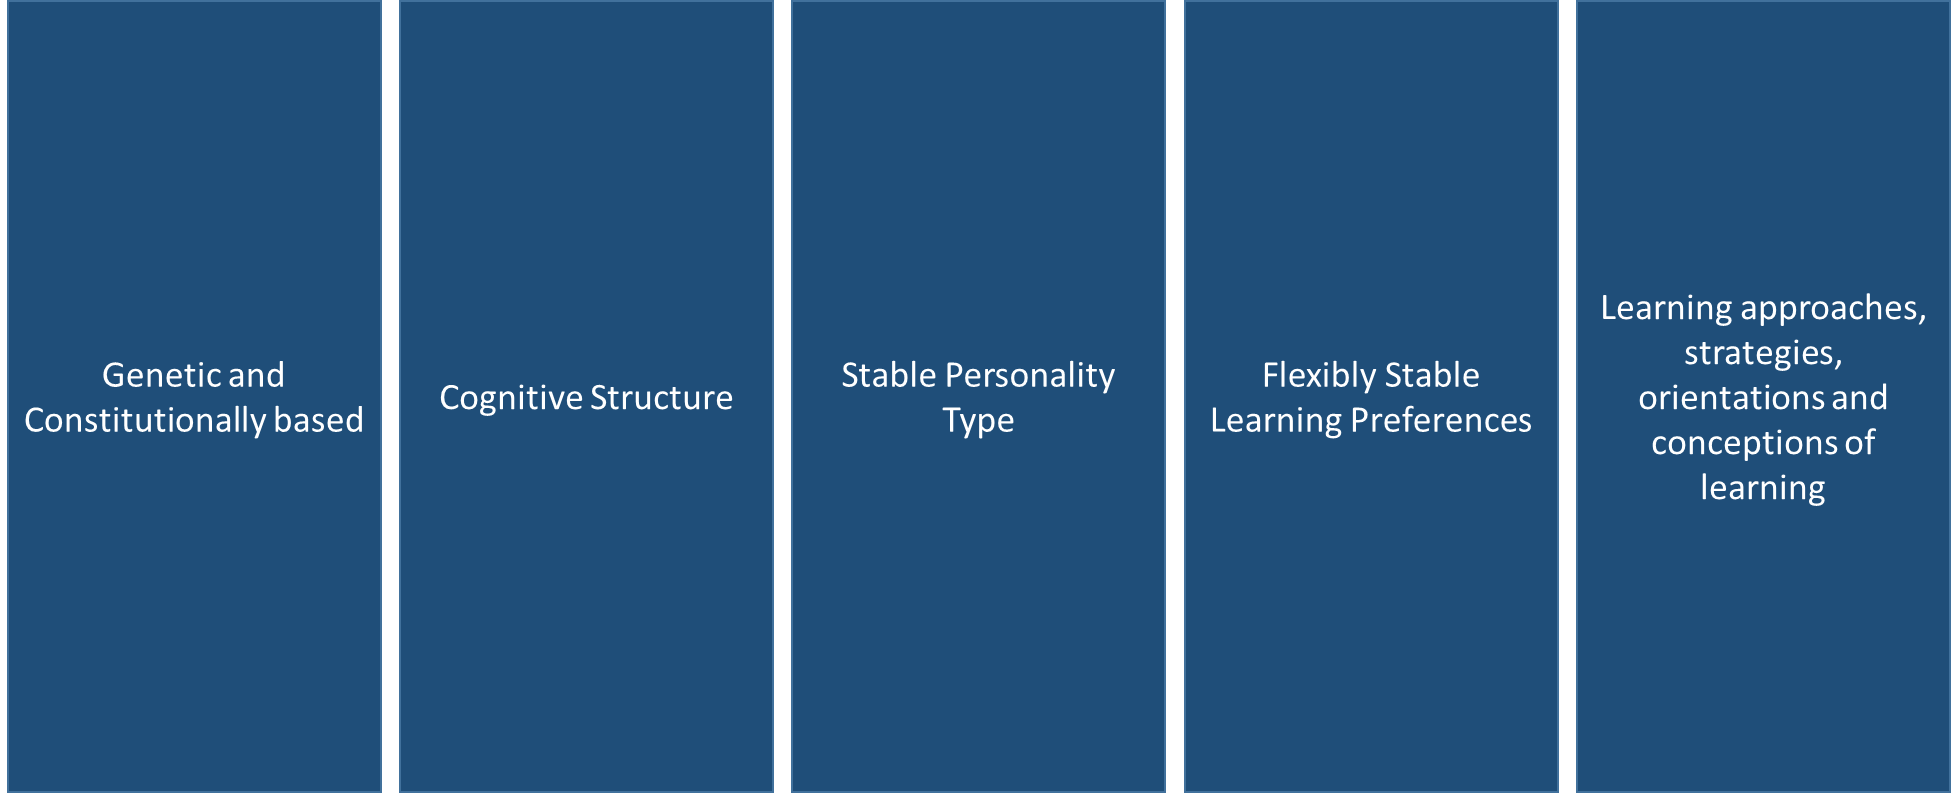 Genetic and
Constitutionally based
Cognitive Structure
Stable Personality
Type
Flexibly Stable
Learning Preferences
Learning approaches,
strategies,
orientations and
conceptions of
learning